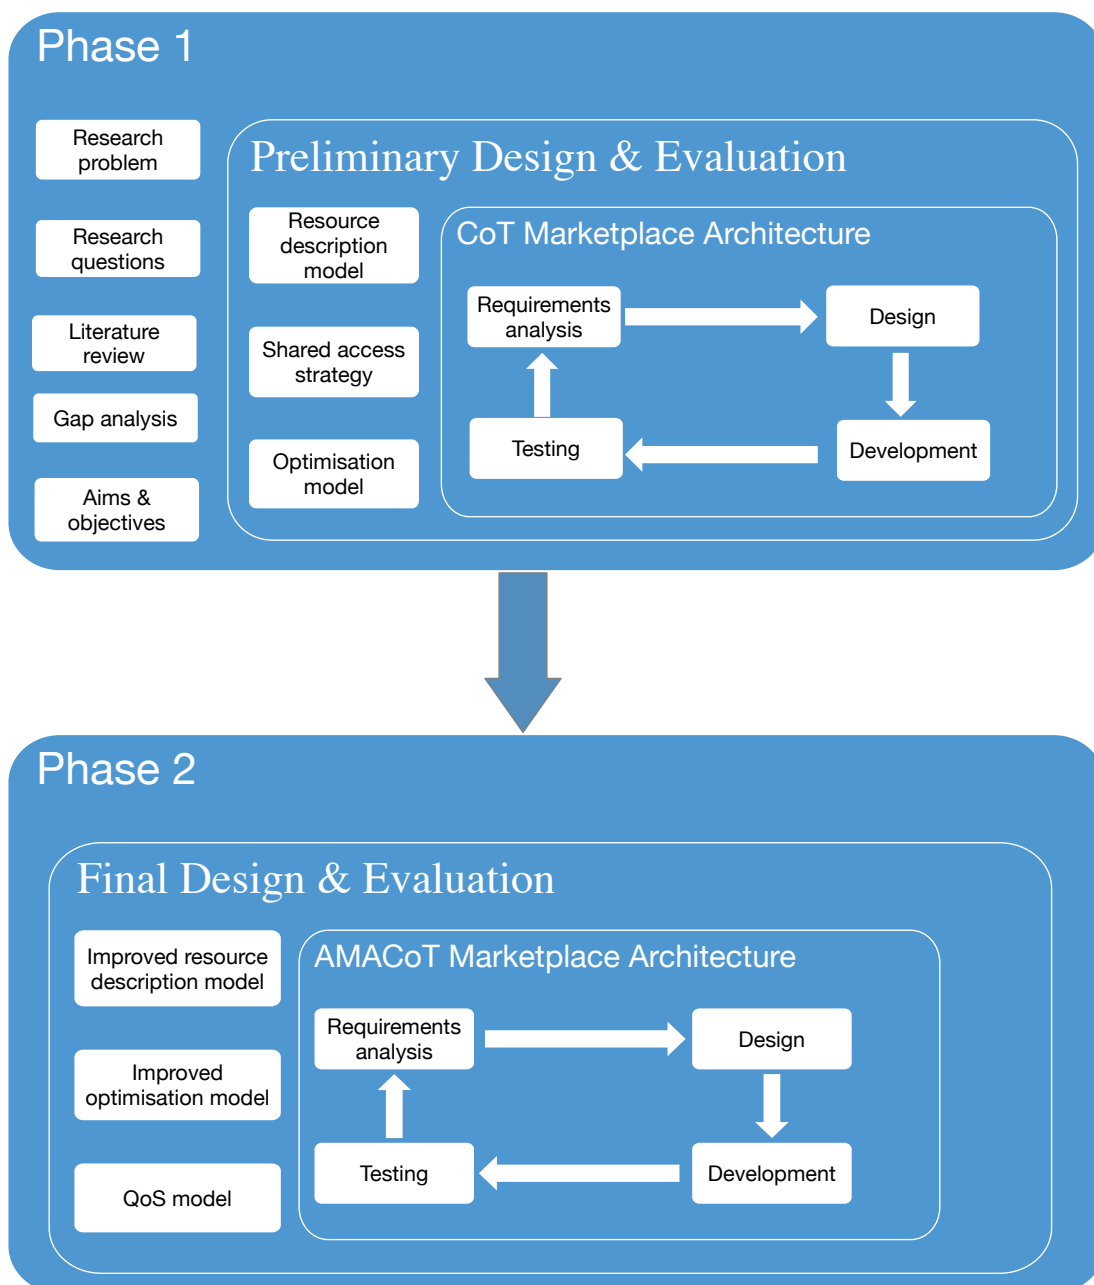 Phase 1
Research
problem
Research
questions
Literature
review
Gap analysis
Aims &
objectives
Preliminary Design & Evaluation
Resource
description
model
Shared access
strategy
Optimisation
model
CoT Marketplace Architecture
Requirements
analysis
Design
Testing
Development
Phase 2
Final Design & Evaluation
Improved resource
description model
Improved
optimisation model
QoS model
AMACoT Marketplace Architecture
Requirements
analysis
Design
Testing
Development